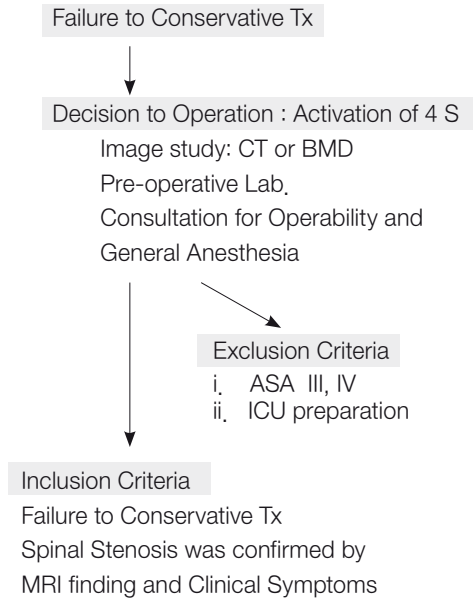 Failure to Conservative Tx
Decision to Operation : Activation of 4 S
Image study: CT or BMD
Pre-operative Lab.
Consultation for Operability and
General Anesthesia
Exclusion Criteria
i. ASA III, IV
ii. ICU preparation
Inclusion Criteria
Failure to Conservative Tx
Spinal Stenosis was confirmed by
MRI finding and Clinical Symptoms